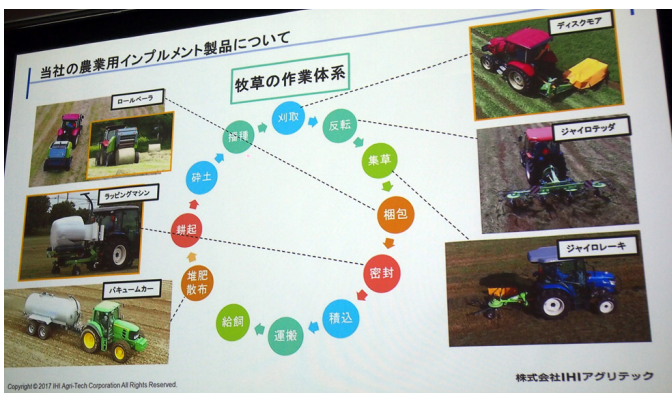 当社の農業用インプルメント製品について
牧草の作業体系
ロールベーラ
ラッピングマシン
バキュームカー
ディスクモア
ジャイロテッダ
ジャイロレーキ
刈取
反転
集草
梱包
密封
積込
運搬
給飼
堆肥
散布
耕起
砕土
播種
Copyright © 2017 IHI Agri-Tech Corporation All Rights Reserved.
株式会社IHIアグリテック